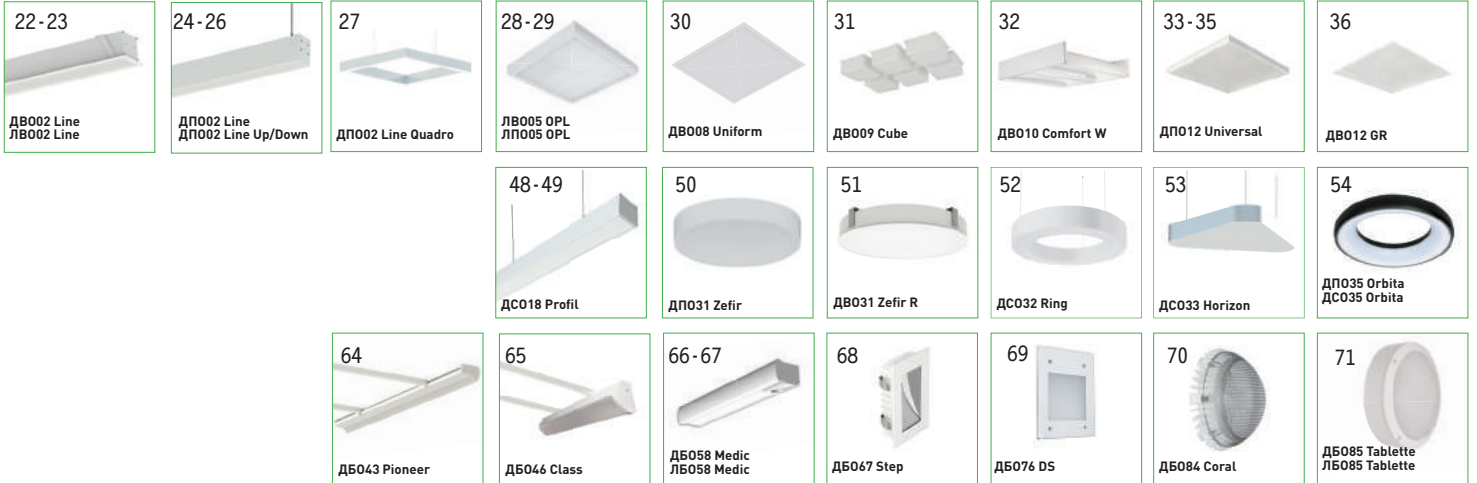 22-23
ДВО02 Line
ЛВО02 Line
24-26
ДПО02 Line
ДПО02 Line Up/Down
27
ДПО02 Line Quadro
28-29
ЛВО05 OPL
ЛПО05 OPL
30
ДВО08 Uniform
31
ДВО09 Cube
32
ДВО10 Comfort W
33-35
ДПО12 Universal
36
ДВО12 GR
48-49
ДСО18 Profil
50
ДПО31 Zefir
51
ДВО31 Zefir R
52
ДСО32 Ring
53
ДСО33 Horizon
54
ДПО35 Orbita
ДСО35 Orbita
64
ДБО43 Pioneer
65
ДБО46 Class
66-67
ДБО58 Medic
ЛБО58 Medic
68
ДБО67 Step
69
ДБО76 DS
70
ДБО84 Coral
71
ДБО85 Tablette
ЛБО85 Tablette